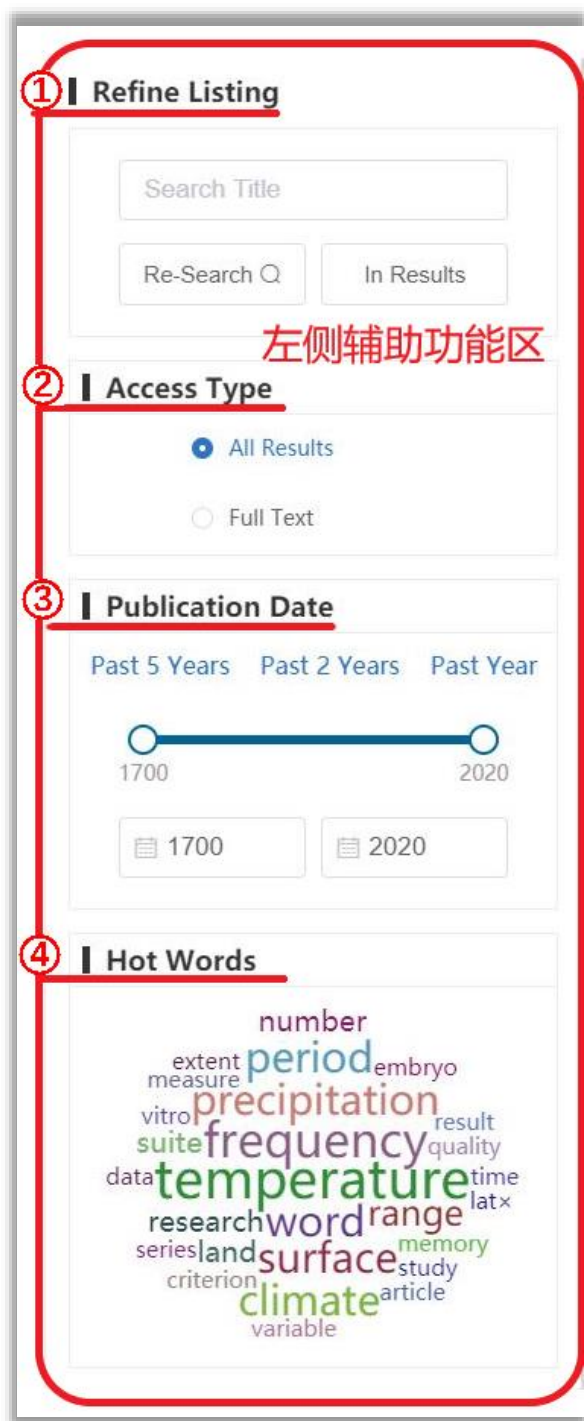 ① Refine Listing
Search Title
Re-Search In Results
左侧辅助功能区
② Access Type
All Results
Full Text
③ Publication Date
Past 5 Years Past 2 Years Past Year
1700 2020
1700 2020
④ Hot Words
number
extent period embryo
measure
vitro precipitation result
suite frequency quality
data temperature time
lat×
research word range
series land surface memory
study
criterion climate article
variable